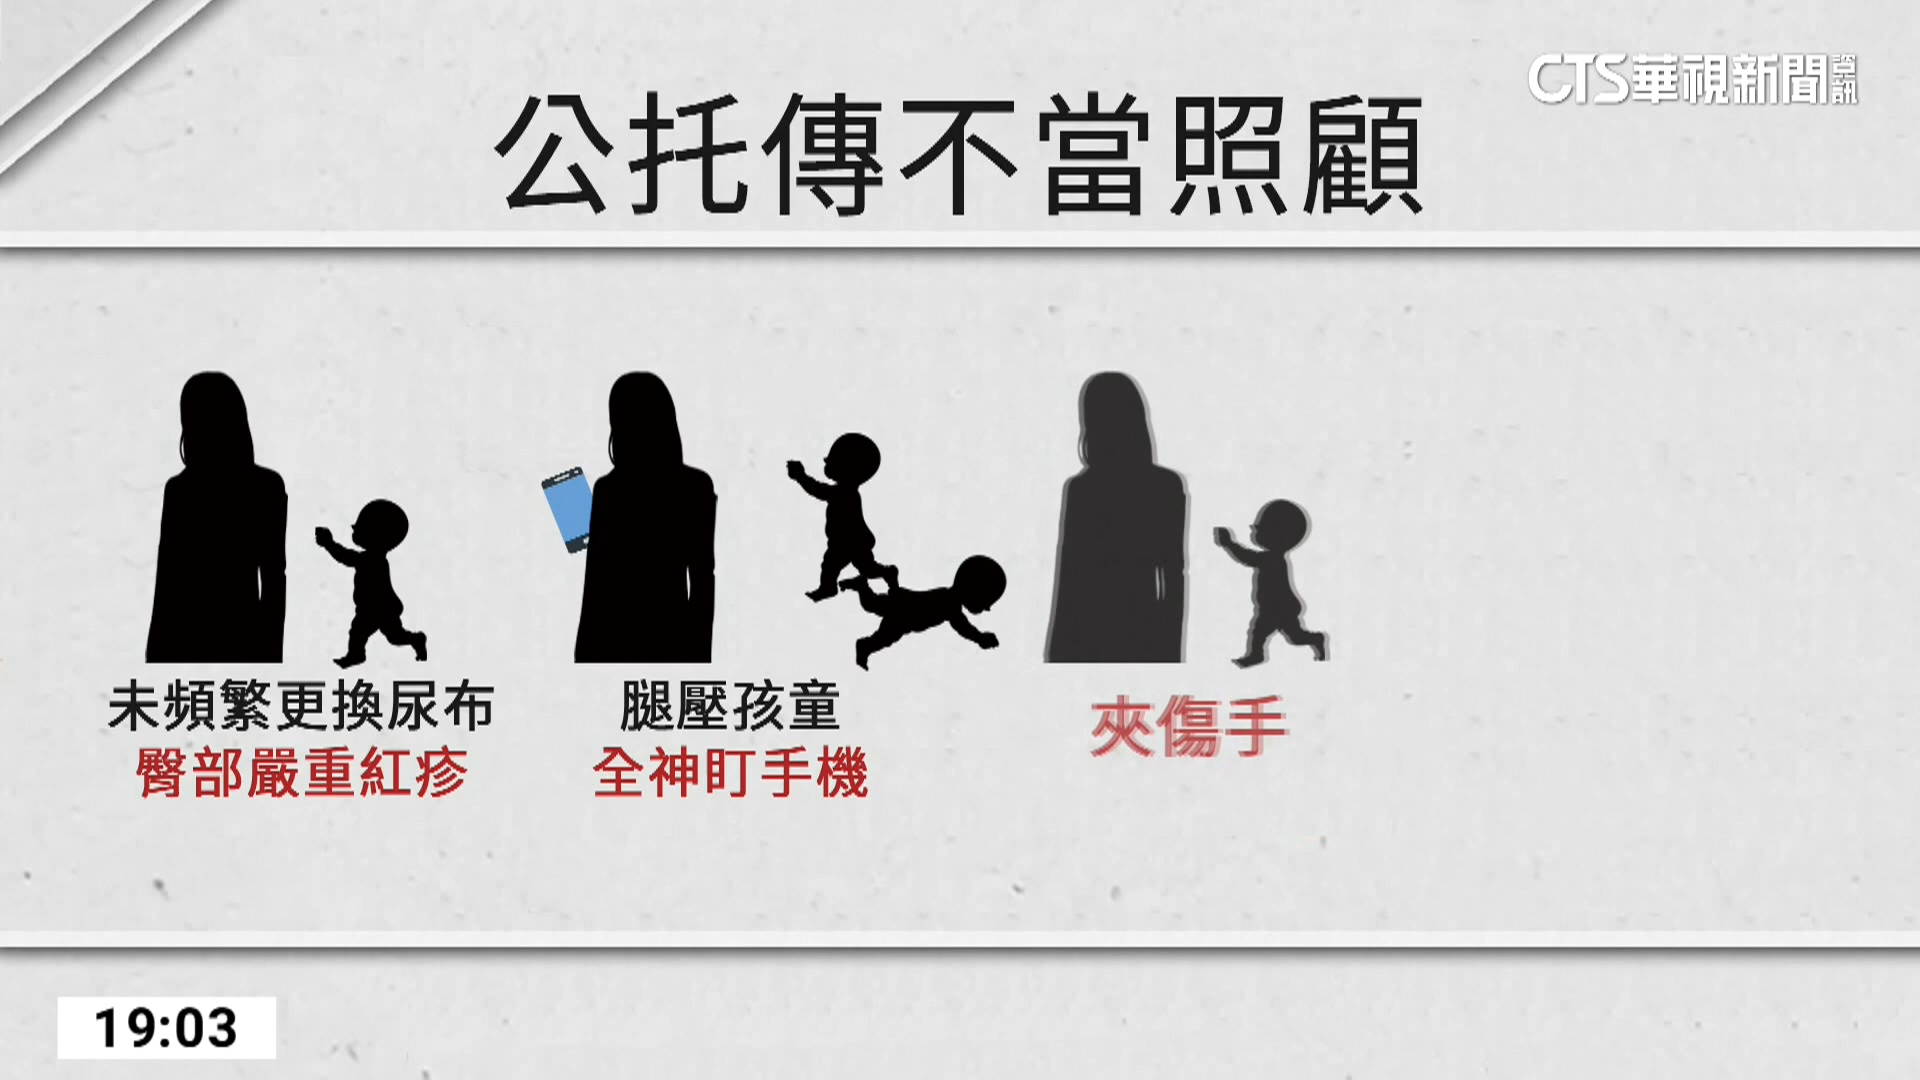 CTS華視新聞資訊
公托傳不當照顧
未頻繁更換尿布
臀部嚴重紅疹
腿壓孩童
全神盯手機
夾傷手
19:03